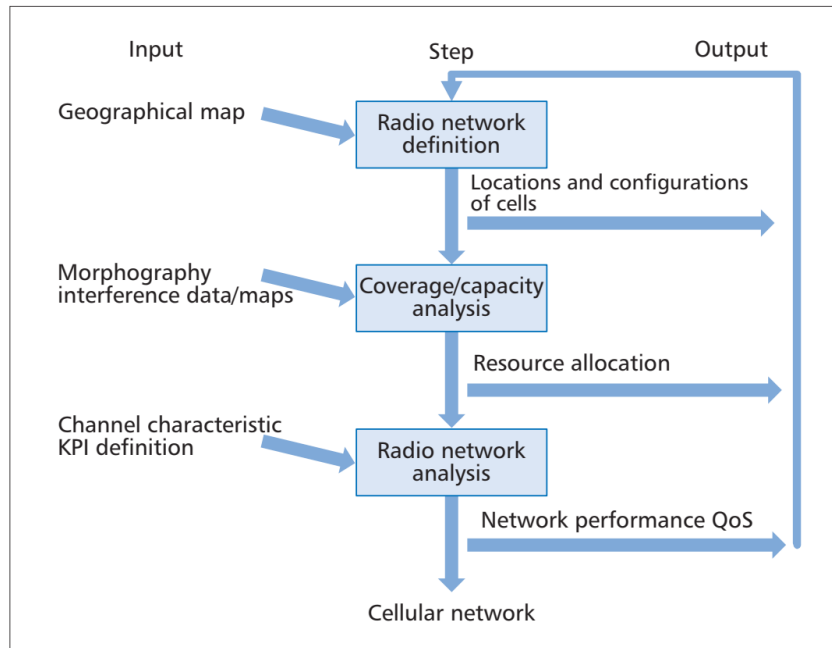 Input
Step
Output
Geographical map
Radio network
definition
Locations and configurations
of cells
Morphography
interference data/maps
Coverage/capacity
analysis
Resource allocation
Channel characteristic
KPI definition
Radio network
analysis
Network performance QoS
Cellular network